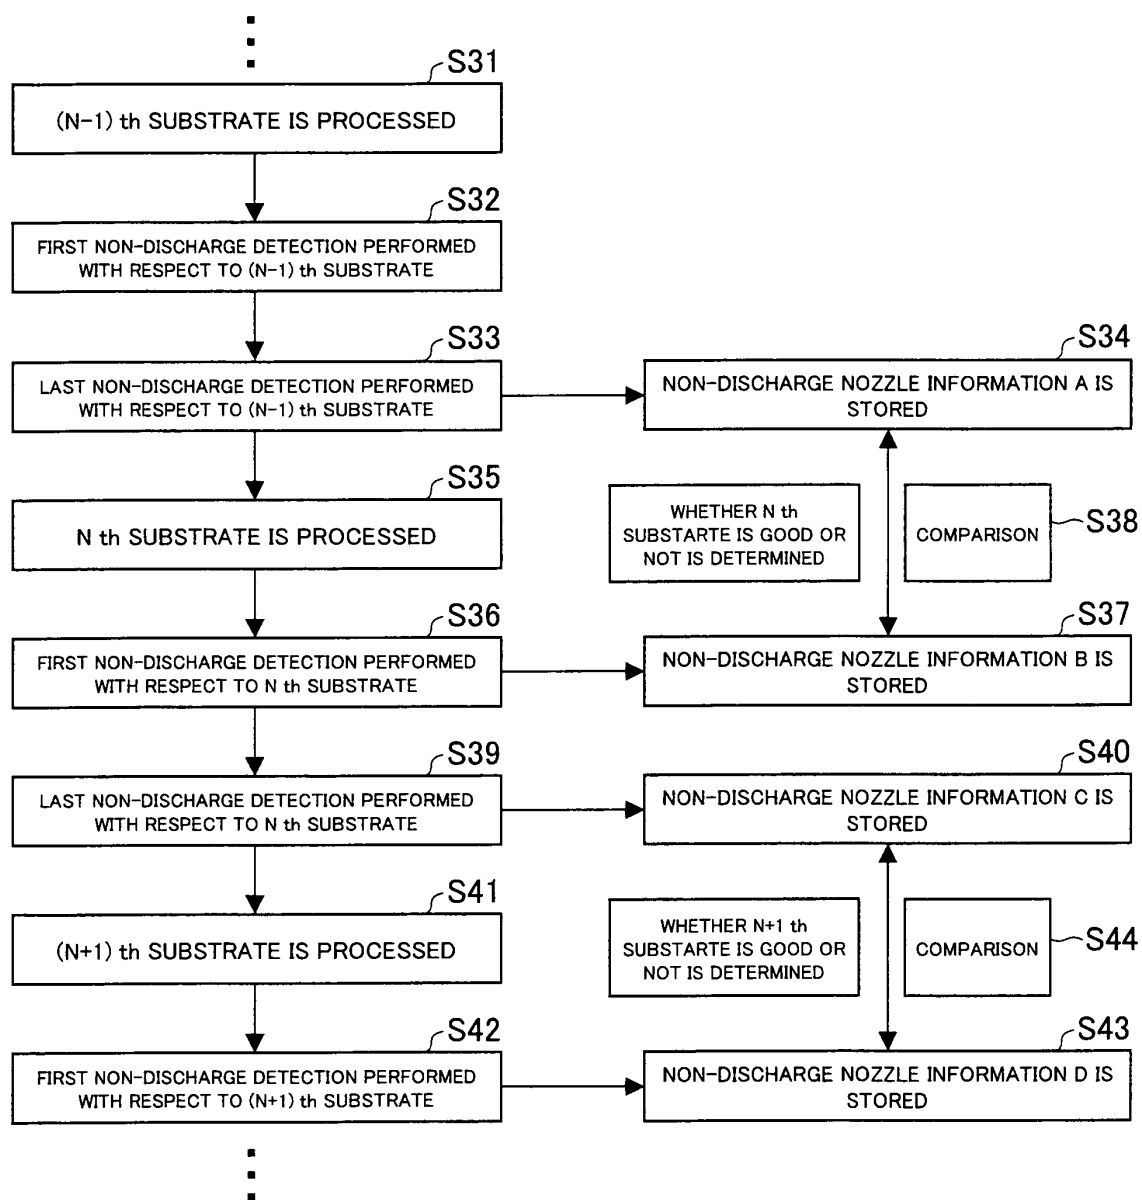 S31
(N-1) th SUBSTRATE IS PROCESSED
S32
FIRST NON-DISCHARGE DETECTION PERFORMED
WITH RESPECT TO (N-1) th SUBSTRATE
S33
LAST NON-DISCHARGE DETECTION PERFORMED
WITH RESPECT TO (N-1) th SUBSTRATE
S34
NON-DISCHARGE NOZZLE INFORMATION A IS
STORED
S35
N th SUBSTRATE IS PROCESSED
WHETHER N th
SUBSTARTE IS GOOD OR
NOT IS DETERMINED
COMPARISON
S38
S36
FIRST NON-DISCHARGE DETECTION PERFORMED
WITH RESPECT TO N th SUBSTRATE
S37
NON-DISCHARGE NOZZLE INFORMATION B IS
STORED
S39
LAST NON-DISCHARGE DETECTION PERFORMED
WITH RESPECT TO N th SUBSTRATE
S40
NON-DISCHARGE NOZZLE INFORMATION C IS
STORED
S41
(N+1) th SUBSTRATE IS PROCESSED
WHETHER N+1 th
SUBSTARTE IS GOOD OR
NOT IS DETERMINED
COMPARISON
S44
S42
FIRST NON-DISCHARGE DETECTION PERFORMED
WITH RESPECT TO (N+1) th SUBSTRATE
S43
NON-DISCHARGE NOZZLE INFORMATION D IS
STORED